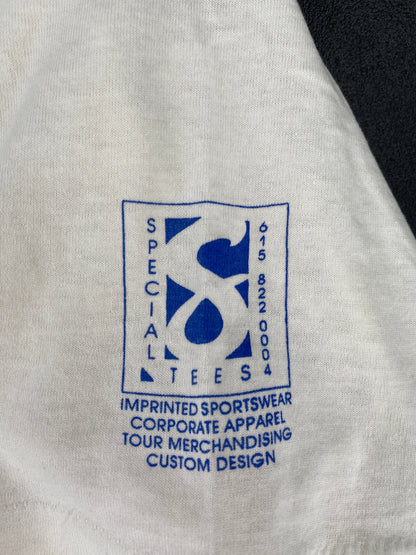 SPECIAL
TEES
615 822 0004
IMPRINTED SPORTSWEAR
CORPORATE APPAREL
TOUR MERCHANDISING
CUSTOM DESIGN